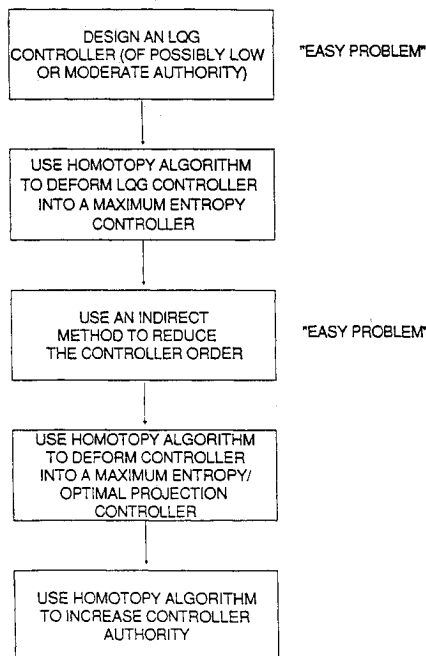 DESIGN AN LQG
CONTROLLER (OF POSSIBLY LOW
OR MODERATE AUTHORITY)
"EASY PROBLEM"
USE HOMOTOPY ALGORITHM
TO DEFORM LQG CONTROLLER
INTO A MAXIMUM ENTROPY
CONTROLLER
USE AN INDIRECT
METHOD TO REDUCE
THE CONTROLLER ORDER
"EASY PROBLEM"
USE HOMOTOPY ALGORITHM
TO DEFORM CONTROLLER
INTO A MAXIMUM ENTROPY/
OPTIMAL PROJECTION
CONTROLLER
USE HOMOTOPY ALGORITHM
TO INCREASE CONTROLLER
AUTHORITY